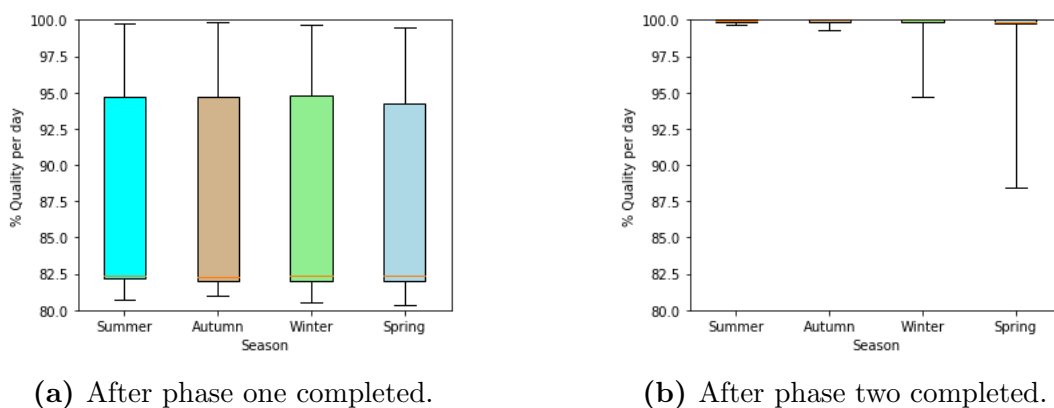 100.0
97.5
95.0
92.5
90.0
87.5
85.0
82.5
80.0
% Quality per day
Summer Autumn Winter Spring
Season
(a) After phase one completed.
100.0
97.5
95.0
92.5
90.0
87.5
85.0
82.5
80.0
% Quality per day
Summer Autumn Winter Spring
Season
(b) After phase two completed.